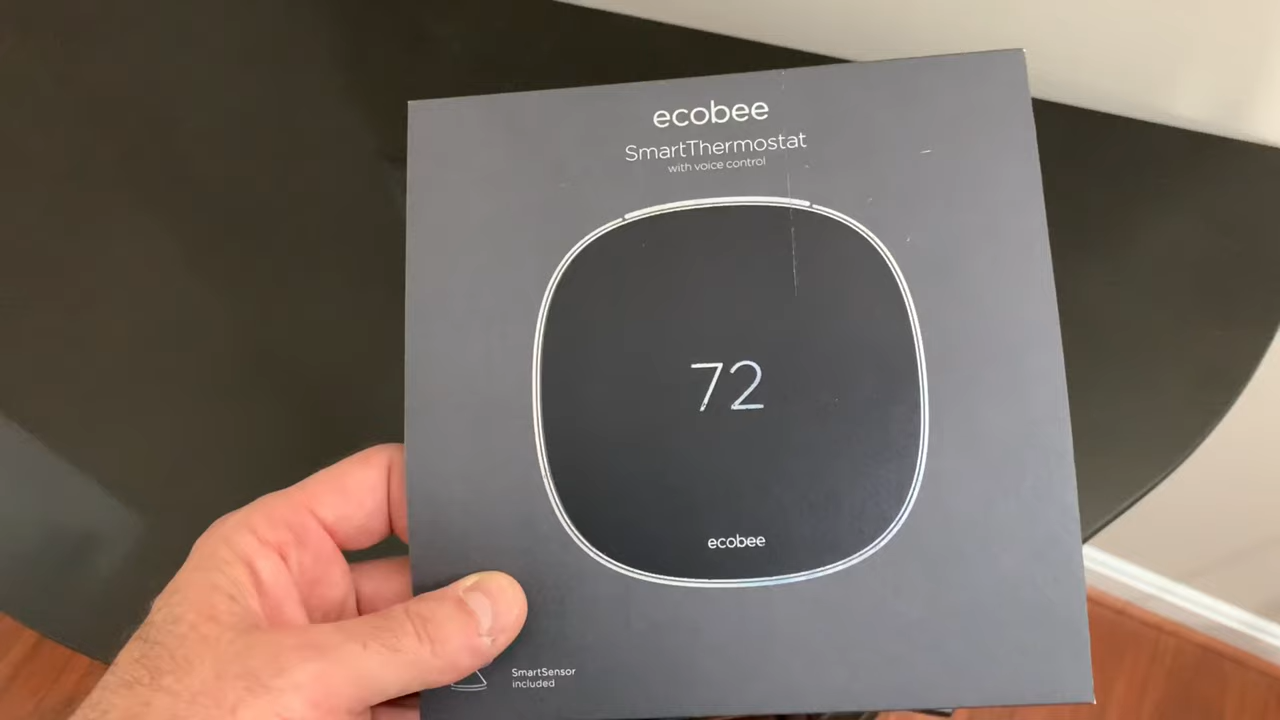 ecobee
SmartThermostat
with voice control
72
ecobee
SmartSensor
included